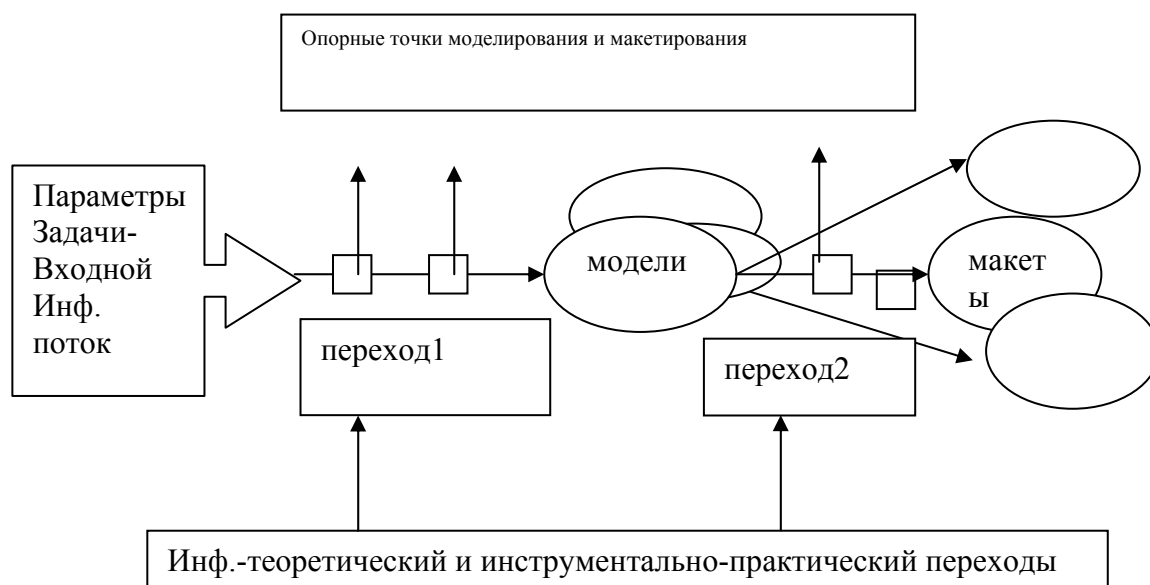 Опорные точки моделирования и макетирования
Параметры
Задачи-
Входной
Инф.
поток
модели
макет
ы
переход1
переход2
Инф.-теоретический и инструментально-практический переходы